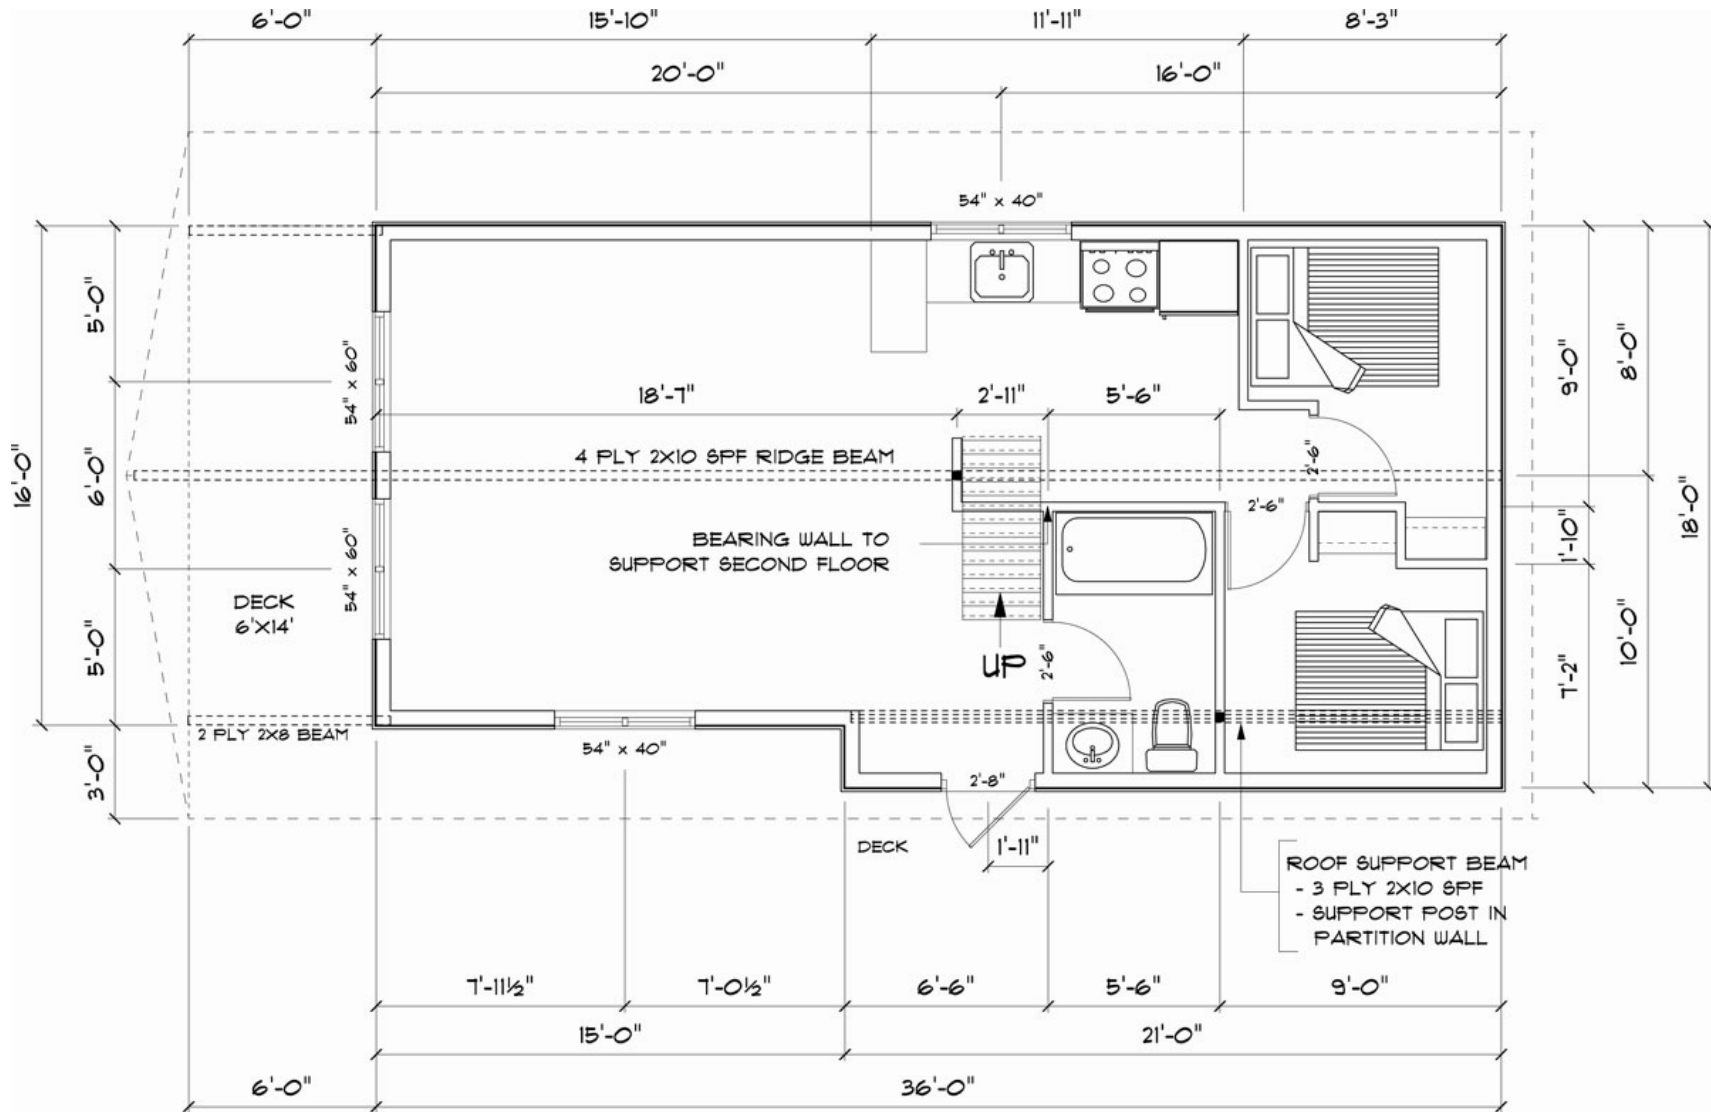 6'-0" 15'-10" 11'-11" 8'-3"
20'-0" 16'-0"
54" x 40"
16'-0"
5'-0"
6'-0"
5'-0"
3'-0"
54" x 60"
54" x 60"
18'-7" 2'-11" 5'-6"
4 PLY 2X10 SPF RIDGE BEAM
2'-6"
2'-6"
BEARING WALL TO
SUPPORT SECOND FLOOR
DECK
6'X14'
UP
2'-6"
9'-0"
8'-0"
1'-10"
18'-0"
7'-2"
10'-0"
2 PLY 2X8 BEAM
54" x 40"
2'-8"
DECK
1'-11"
ROOF SUPPORT BEAM
- 3 PLY 2X10 SPF
- SUPPORT POST IN
PARTITION WALL
7'-11½" 7'-0½" 6'-6" 5'-6" 9'-0"
15'-0" 21'-0"
6'-0" 36'-0"